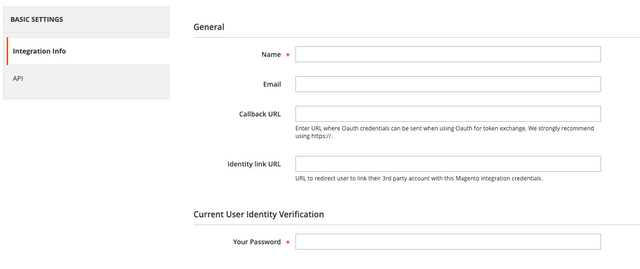 BASIC SETTINGS
Integration Info
API
General
Name *
Email
Callback URL
Enter URL where Oauth credentials can be sent when using Oauth for token exchange. We strongly recommend
using https://.
Identity link URL
URL to redirect user to link their 3rd party account with this Magento integration credentials.
Current User Identity Verification
Your Password *